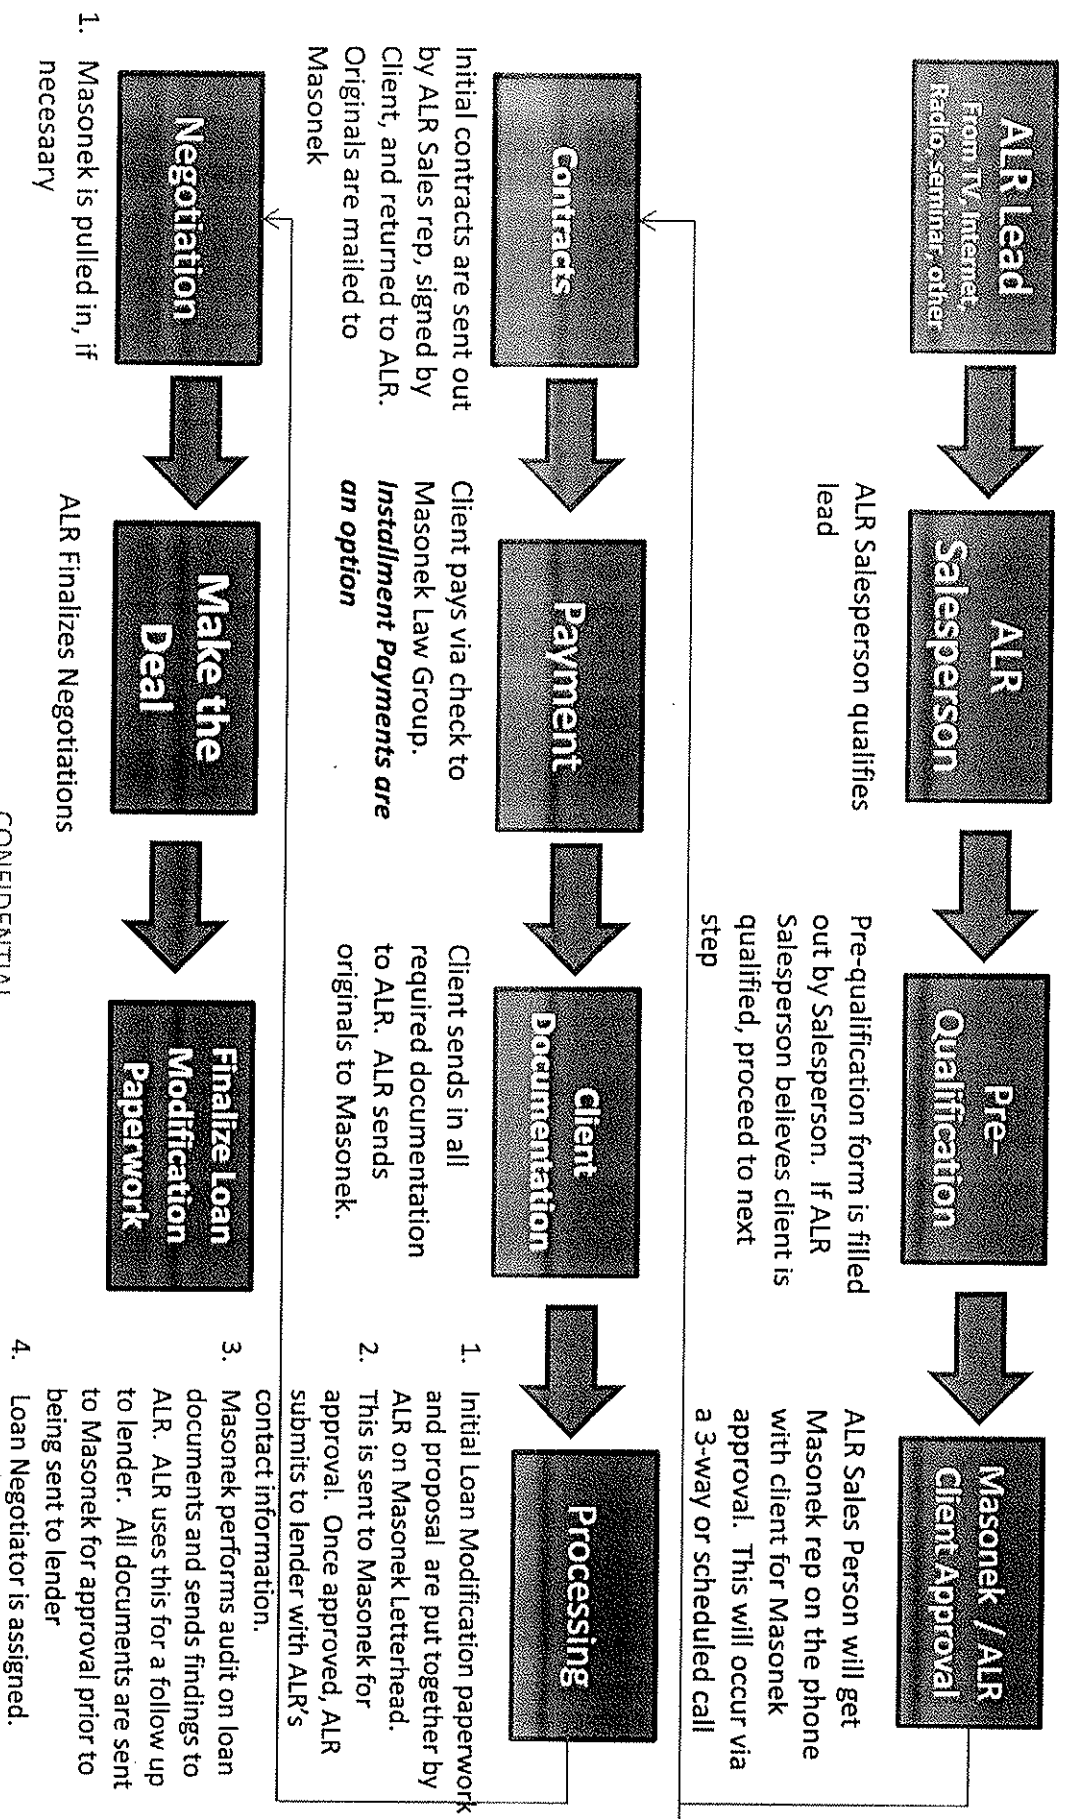 ALR Lead
From TV, Internet,
Radio, seminar, other
ALR
Salesperson
ALR Salesperson qualifies
lead
Pre-
Qualification
Pre-qualification form is filled
out by Salesperson. If ALR
Salesperson believes client is
qualified, proceed to next
step
Masonek / ALR
Client Approval
ALR Sales Person will get
Masonek rep on the phone
with client for Masonek
approval. This will occur via
a 3-way or scheduled call
Contracts
Initial contracts are sent out
by ALR Sales rep, signed by
Client, and returned to ALR.
Originals are mailed to
Masonek
Payment
Client pays via check to
Masonek Law Group.
Installment Payments are
an option
Client
Documentation
Client sends in all
required documentation
to ALR. ALR sends
originals to Masonek.
Processing
1. Initial Loan Modification paperwork
and proposal are put together by
ALR on Masonek Letterhead.
2. This is sent to Masonek for
approval. Once approved, ALR
submits to lender with ALR's
contact information.
3. Masonek performs audit on loan
documents and sends findings to
ALR. ALR uses this for a follow up
to lender. All documents are sent
to Masonek for approval prior to
being sent to lender
4. Loan Negotiator is assigned.
Negotiation
1. Masonek is pulled in, if
necesaary
Make the
Deal
ALR Finalizes Negotiations
Finalize Loan
Modification
Paperwork
CONFIDENTIAL